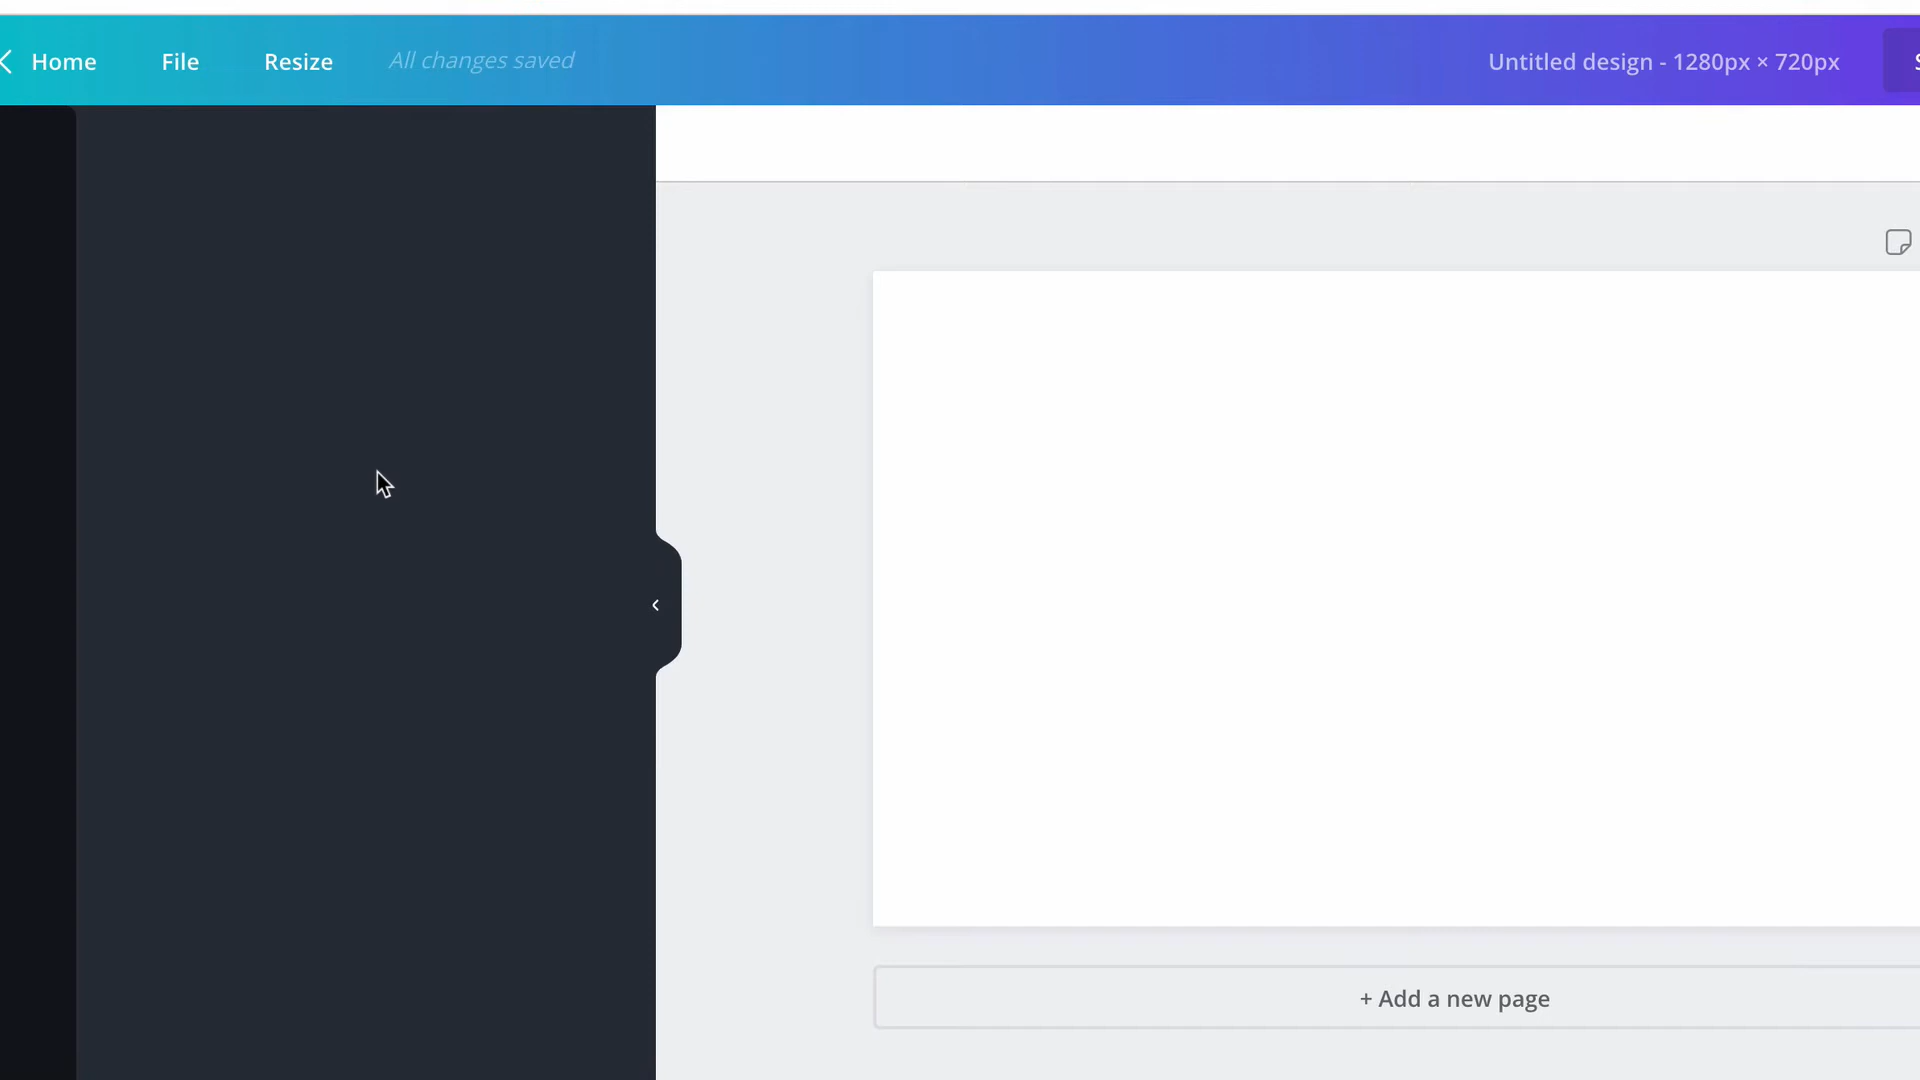 Home File Resize All changes saved Untitled design - 1280px × 720px
+ Add a new page